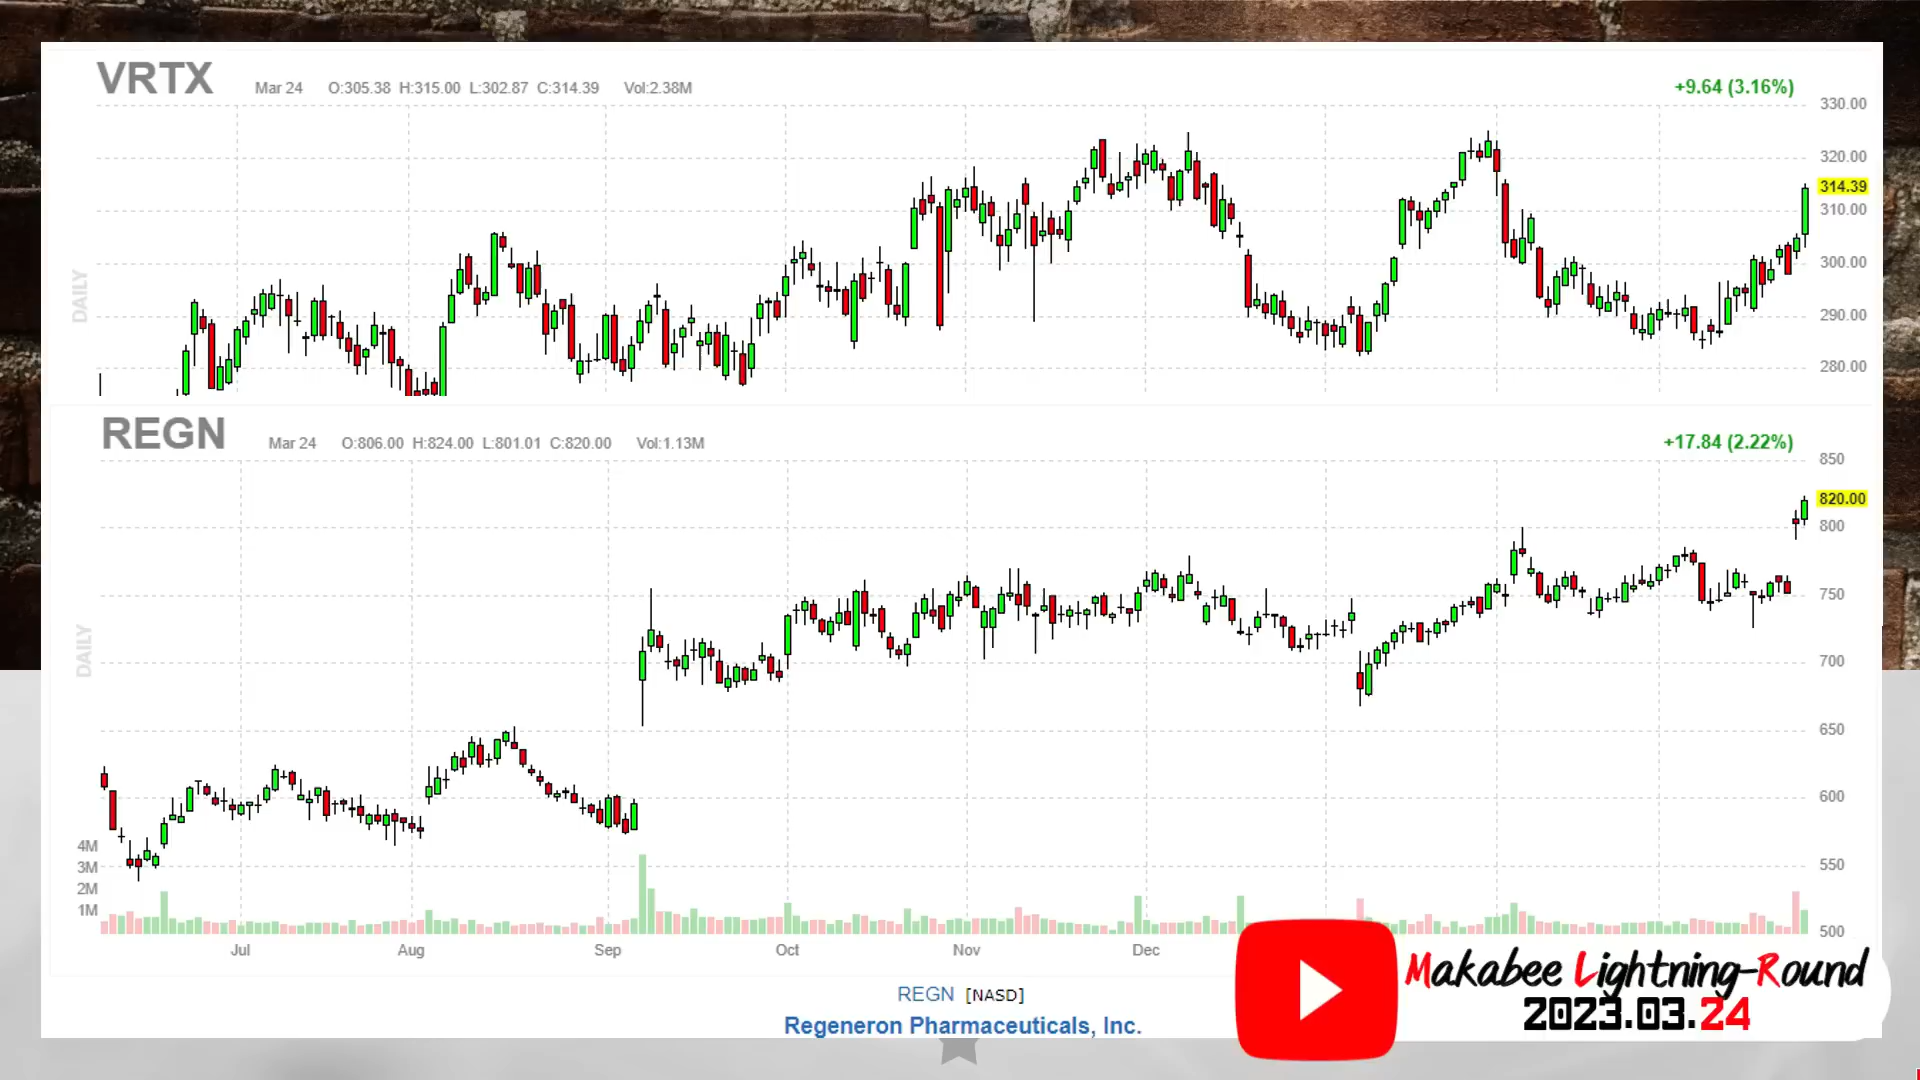 VRTX Mar 24 O:305.38 H:315.00 L:302.87 C:314.39 Vol:2.38M +9.64 (3.16%)
330.00
320.00
314.39
310.00
300.00
290.00
280.00
DAILY
REGN Mar 24 O:806.00 H:824.00 L:801.01 C:820.00 Vol:1.13M +17.84 (2.22%)
850
820.00
800
750
700
650
600
550
500
DAILY
4M
3M
2M
1M
Jul Aug Sep Oct Nov Dec
REGN [NASD]
Regeneron Pharmaceuticals, Inc.
Makabee Lightning-Round
2023.03.24